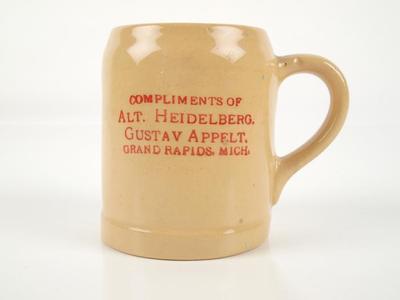 COMPLIMENTS OF
ALT. HEIDELBERG.
GUSTAV APPELT.
GRAND RAPIDS, MICH.